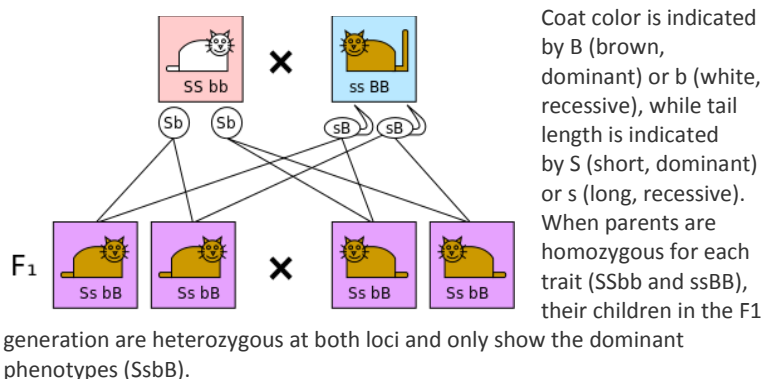 Coat color is indicated
by B (brown,
dominant) or b (white,
recessive), while tail
length is indicated
by S (short, dominant)
or s (long, recessive).
When parents are
homozygous for each
trait (SSbb and ssBB),
their children in the F1
generation are heterozygous at both loci and only show the dominant
phenotypes (SsbB).
SS bb × ss BB
Sb Sb sB sB
F₁ Ss bB Ss bB × Ss bB Ss bB